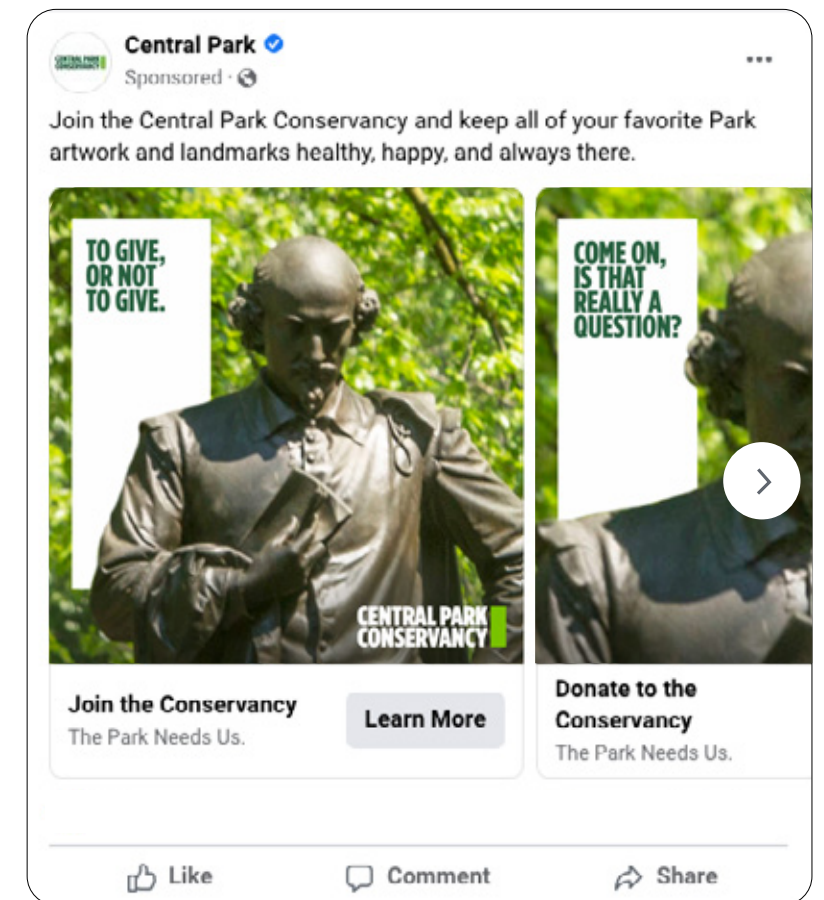 CENTRAL PARK
CONSERVANCY
Central Park
Sponsored ·
Join the Central Park Conservancy and keep all of your favorite Park
artwork and landmarks healthy, happy, and always there.
TO GIVE,
OR NOT
TO GIVE.
CENTRAL PARK
CONSERVANCY
Join the Conservancy
The Park Needs Us.
Learn More
COME ON,
IS THAT
REALLY A
QUESTION?
Donate to the
Conservancy
The Park Needs Us.
Like
Comment
Share